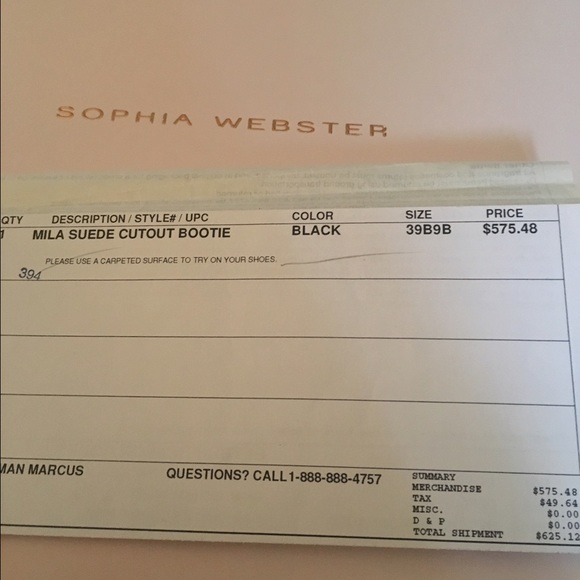 SOPHIA WEBSTER
QTY DESCRIPTION / STYLE# / UPC COLOR SIZE PRICE
1 MILA SUEDE CUTOUT BOOTIE BLACK 39B9B $575.48
PLEASE USE A CARPETED SURFACE TO TRY ON YOUR SHOES.
394
MAN MARCUS QUESTIONS? CALL1-888-888-4757 SUMMARY
MERCHANDISE $575.48
TAX $49.64
MISC. $0.00
D & P $0.00
TOTAL SHIPMENT $625.12